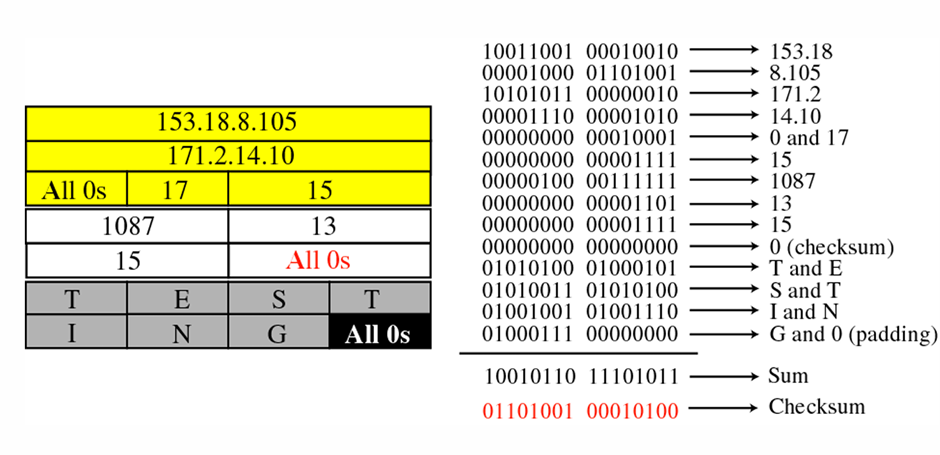 153.18.8.105
171.2.14.10
All 0s 17 15
1087 13
15 All 0s
T E S T
I N G All 0s
10011001 00010010 153.18
00001000 01101001 8.105
10101011 00000010 171.2
00001110 00001010 14.10
00000000 00010001 0 and 17
00000000 00001111 15
00000100 00111111 1087
00000000 00001101 13
00000000 00001111 15
00000000 00000000 0 (checksum)
01010100 01000101 T and E
01010011 01010100 S and T
01001001 01001110 I and N
01000111 00000000 G and 0 (padding)
10010110 11101011 Sum
01101001 00010100 Checksum